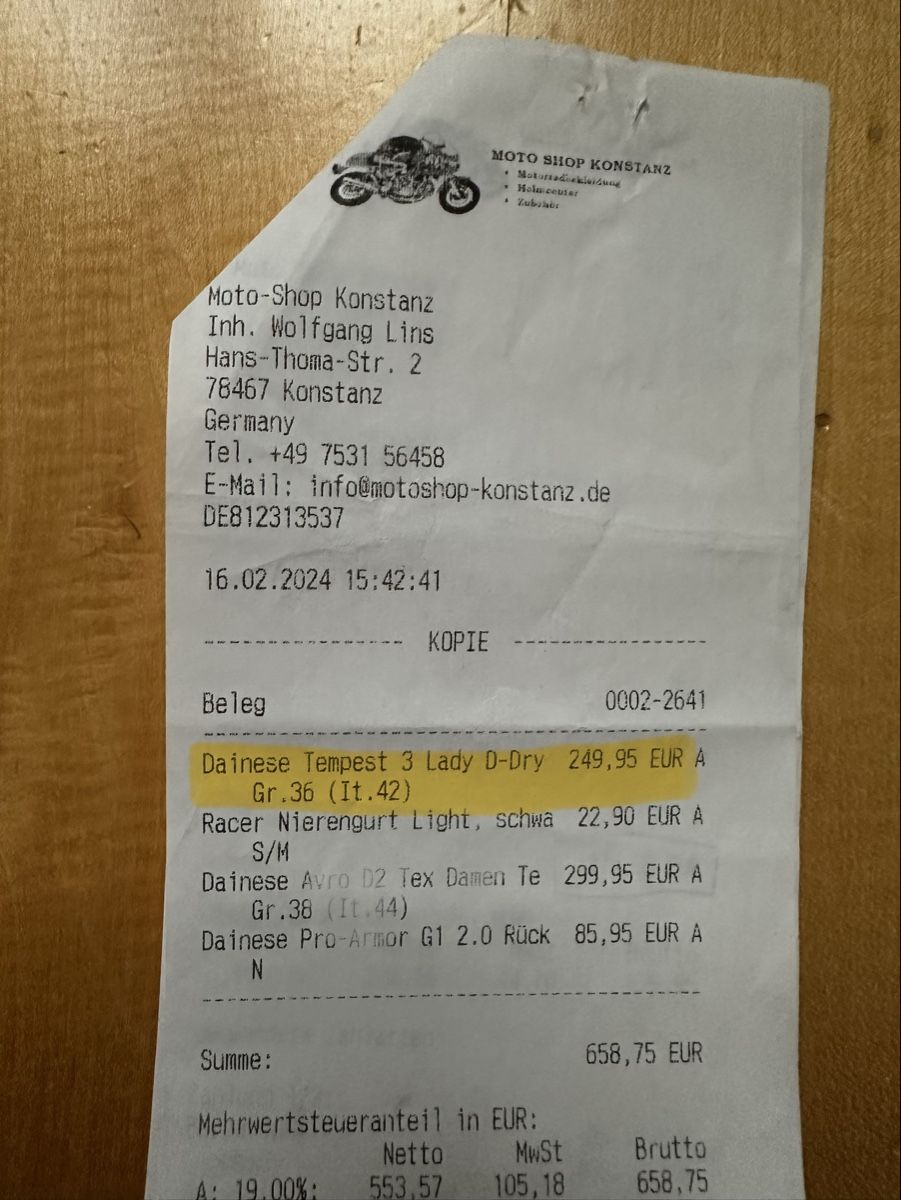 MOTO SHOP KONSTANZ
• Motorradbekleidung
• Helmcenter
• Zubehör
Moto-Shop Konstanz
Inh. Wolfgang Lins
Hans-Thoma-Str. 2
78467 Konstanz
Germany
Tel. +49 7531 56458
E-Mail: info@motoshop-konstanz.de
DE812313537
16.02.2024 15:42:41
---------------- KOPIE ----------------
Beleg 0002-2641
Dainese Tempest 3 Lady D-Dry 249,95 EUR A
Gr.36 (It.42)
Racer Nierengurt Light, schwa 22,90 EUR A
S/M
Dainese Avro D2 Tex Damen Te 299,95 EUR A
Gr.38 (It.44)
Dainese Pro-Armor G1 2.0 Rück 85,95 EUR A
N
Summe: 658,75 EUR
Mehrwertsteueranteil in EUR:
Netto MwSt Brutto
A: 19,00%: 553,57 105,18 658,75